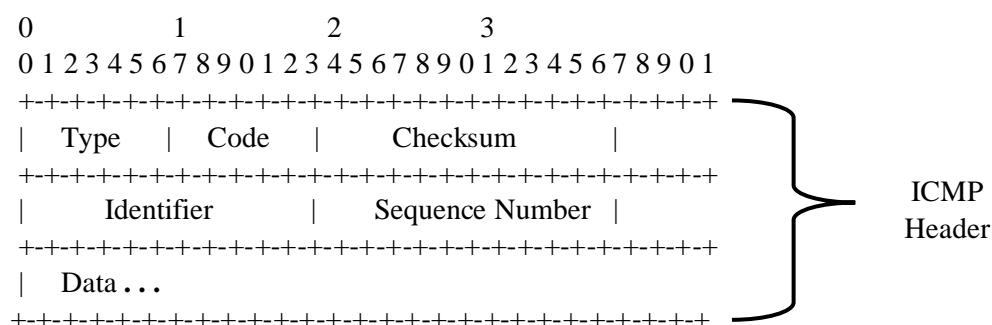 0 1 2 3
0 1 2 3 4 5 6 7 8 9 0 1 2 3 4 5 6 7 8 9 0 1 2 3 4 5 6 7 8 9 0 1
+-+-+-+-+-+-+-+-+-+-+-+-+-+-+-+-+-+-+-+-+-+-+-+-+-+-+
| Type | Code | Checksum |
+-+-+-+-+-+-+-+-+-+-+-+-+-+-+-+-+-+-+-+-+-+-+-+-+-+-+
| Identifier | Sequence Number |
+-+-+-+-+-+-+-+-+-+-+-+-+-+-+-+-+-+-+-+-+-+-+-+-+-+-+
| Data ...
+-+-+-+-+-+-+-+-+-+-+-+-+-+-+-+-+-+-+-+-+-+-+-+-+-+-+
ICMP
Header